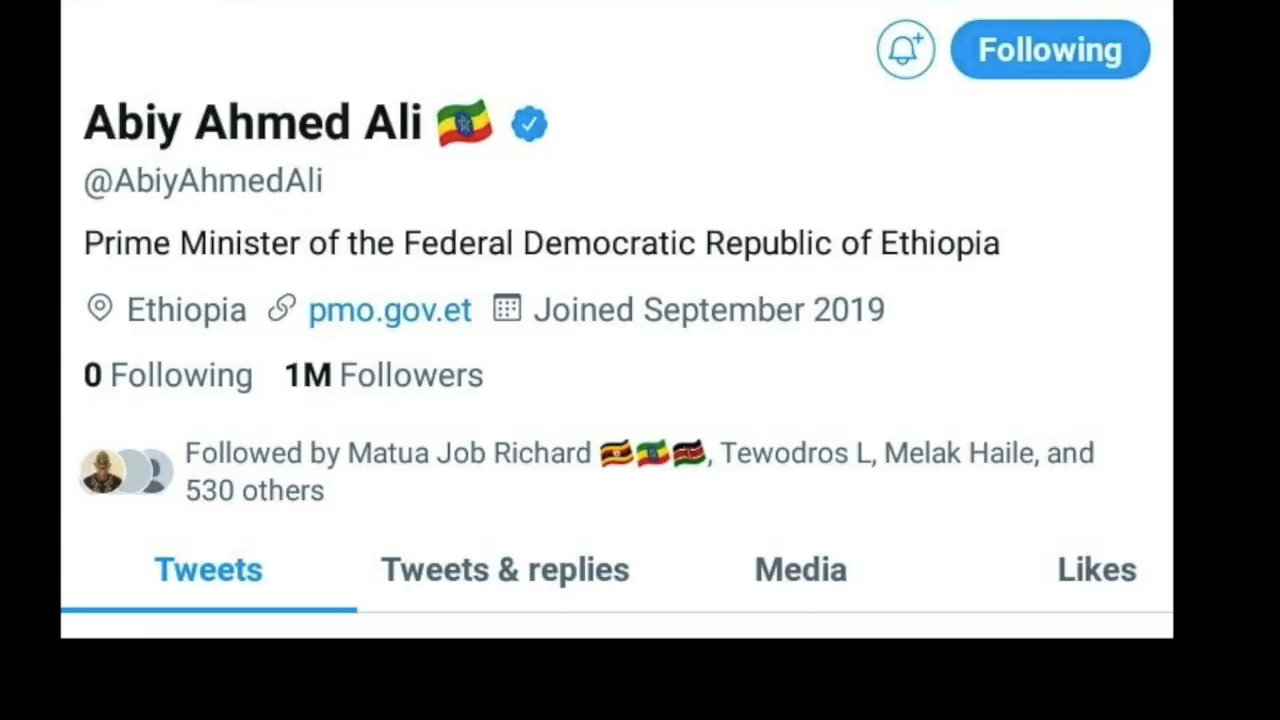 Following
Abiy Ahmed Ali
@AbiyAhmedAli
Prime Minister of the Federal Democratic Republic of Ethiopia
Ethiopia pmo.gov.et Joined September 2019
0 Following 1M Followers
Followed by Matua Job Richard 🇺🇬🇪🇹🇰🇪, Tewodros L, Melak Haile, and
530 others
Tweets Tweets & replies Media Likes